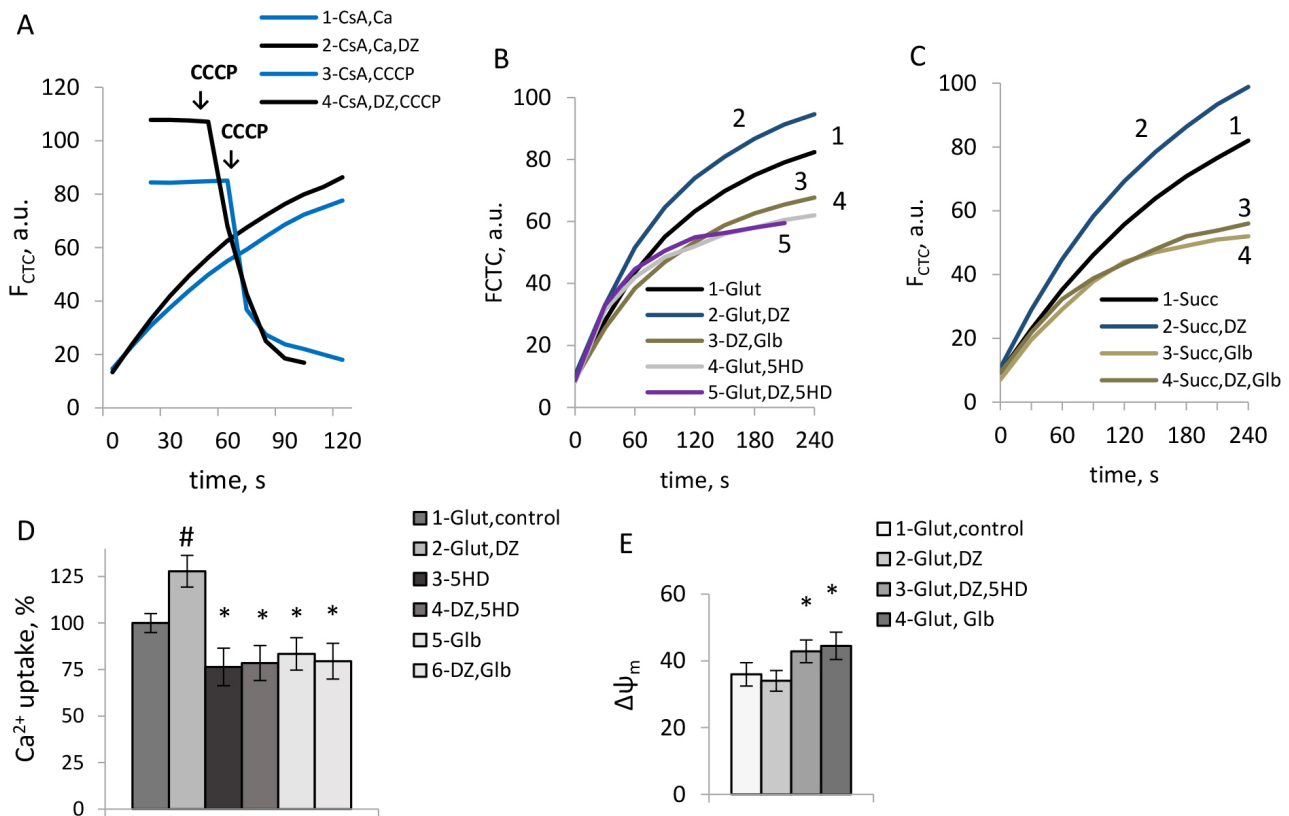 A
1-CsA,Ca
2-CsA,Ca,DZ
3-CsA,CCCP
4-CsA,DZ,CCCP
CCCP
CCCP
F_CTC, a.u.
120
100
80
60
40
20
0
0 30 60 90 120
time, s
B
FCTC, a.u.
100
80
60
40
20
0
2
1
3
4
5
1-Glut
2-Glut,DZ
3-DZ,Glb
4-Glut,5HD
5-Glut,DZ,5HD
0 60 120 180 240
time, s
C
F_CTC, a.u.
100
80
60
40
20
0
2
1
3
4
1-Succ
2-Succ,DZ
3-Succ,Glb
4-Succ,DZ,Glb
0 60 120 180 240
time, s
D
Ca²⁺ uptake, %
125
100
75
50
25
0
#
* * * *
1-Glut,control
2-Glut,DZ
3-5HD
4-DZ,5HD
5-Glb
6-DZ,Glb
E
Δψ_m
60
40
20
0
* *
1-Glut,control
2-Glut,DZ
3-Glut,DZ,5HD
4-Glut, Glb